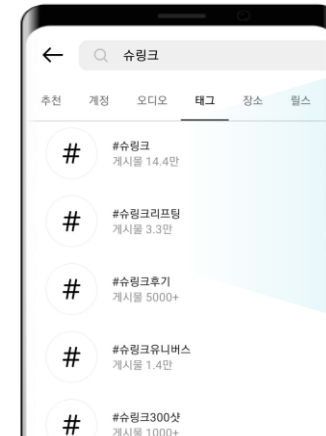 슈링크
추천 계정 오디오 태그 장소 릴스
#
#슈링크
게시물 14.4만
#
#슈링크리프팅
게시물 3.3만
#
#슈링크후기
게시물 5000+
#
#슈링크유니버스
게시물 1.4만
#
#슈링크300샷
게시물 1000+